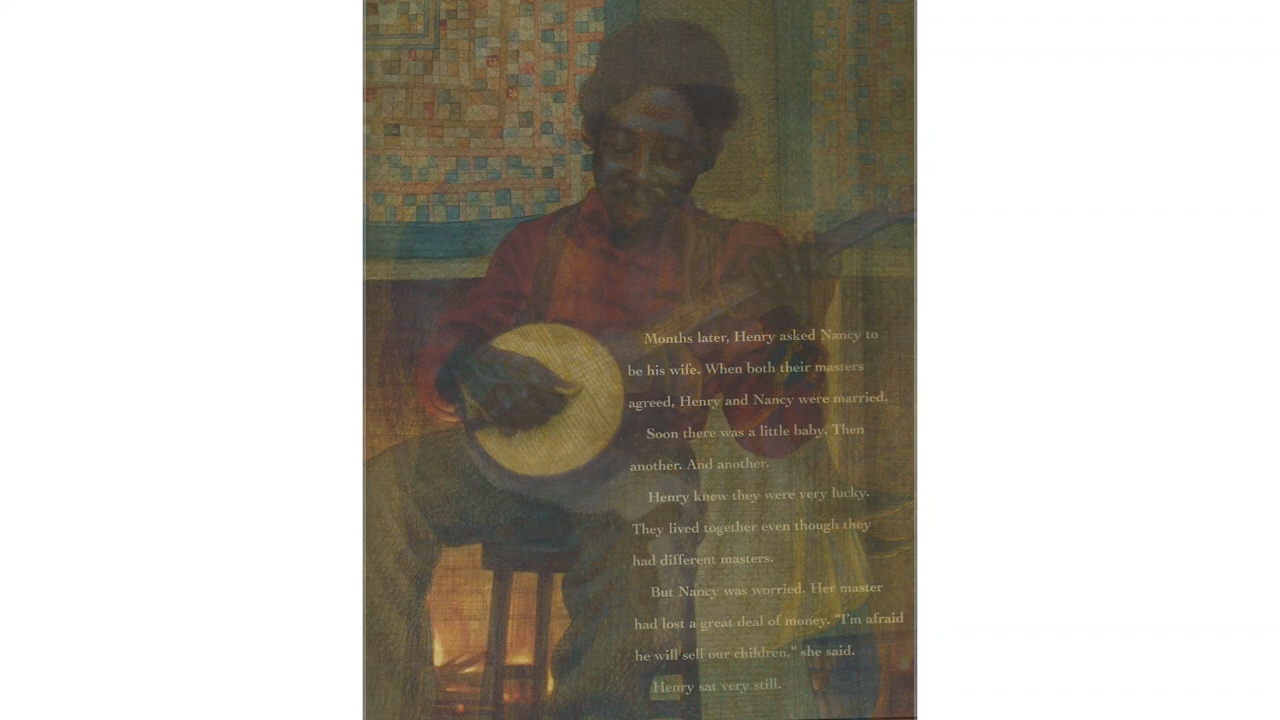 Months later, Henry asked Nancy to
be his wife. When both their masters
agreed, Henry and Nancy were married.
Soon there was a little baby. Then
another. And another.
Henry knew they were very lucky.
They lived together even though they
had different masters.
But Nancy was worried. Her master
had lost a great deal of money. "I'm afraid
he will sell our children," she said.
Henry sat very still.